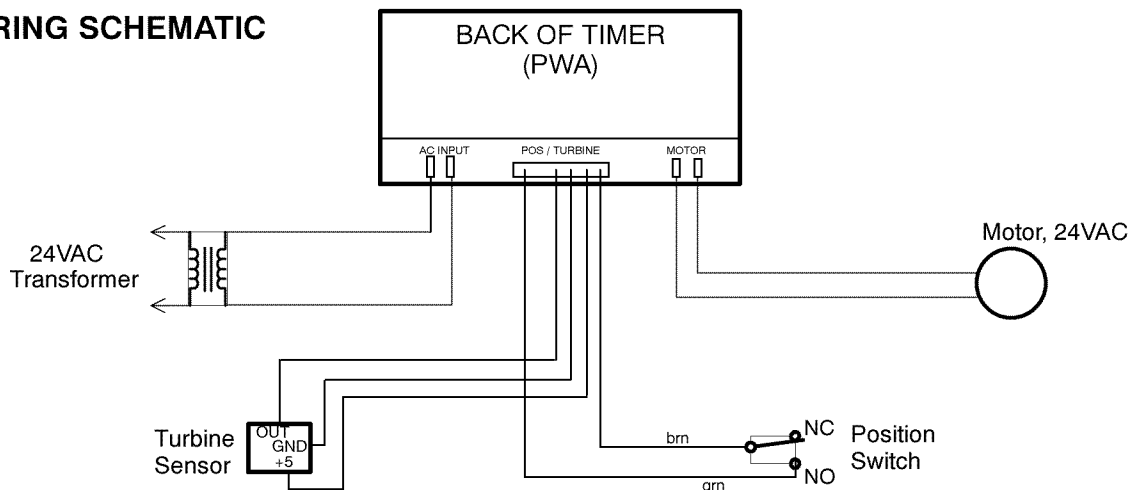 RING SCHEMATIC
BACK OF TIMER
(PWA)
AC INPUT
POS / TURBINE
MOTOR
24VAC
Transformer
Motor, 24VAC
Turbine
Sensor
OUT
GND
+5
brn
grn
NC
NO
Position
Switch